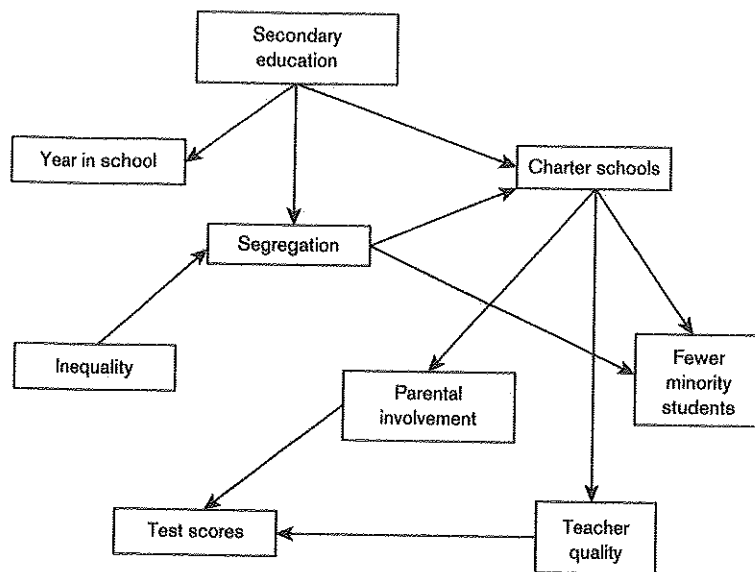 Secondary
education
Year in school
Charter schools
Segregation
Inequality
Parental
involvement
Fewer
minority
students
Test scores
Teacher
quality